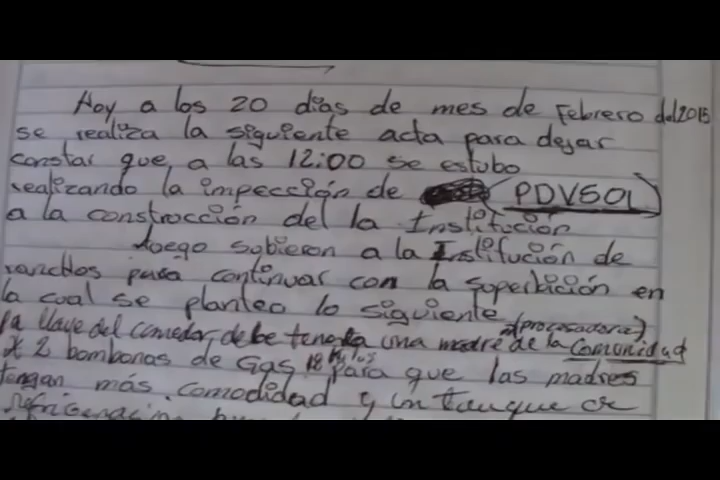 Hoy a los 20 dias de mes de Febrero del 2015
se realiza la siguiente acta para dejar
constar que a las 12:00 se estubo
realizando la impección de (PDVSOL)
a la construcción del la Institución
luego subieron a la Institución de
ranchos para continuar con la superbición en
la cual se planteo lo siguiente
la llave del comedor, debe tenerla una madre (procesadora) de la Comunidad
* 2 bombonas de Gas 18 kilos para que las madres
tengan más comodidad y un tanque
refrigeración